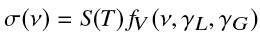 σ(ν) = S(T)f_V(ν, γ_L, γ_G)